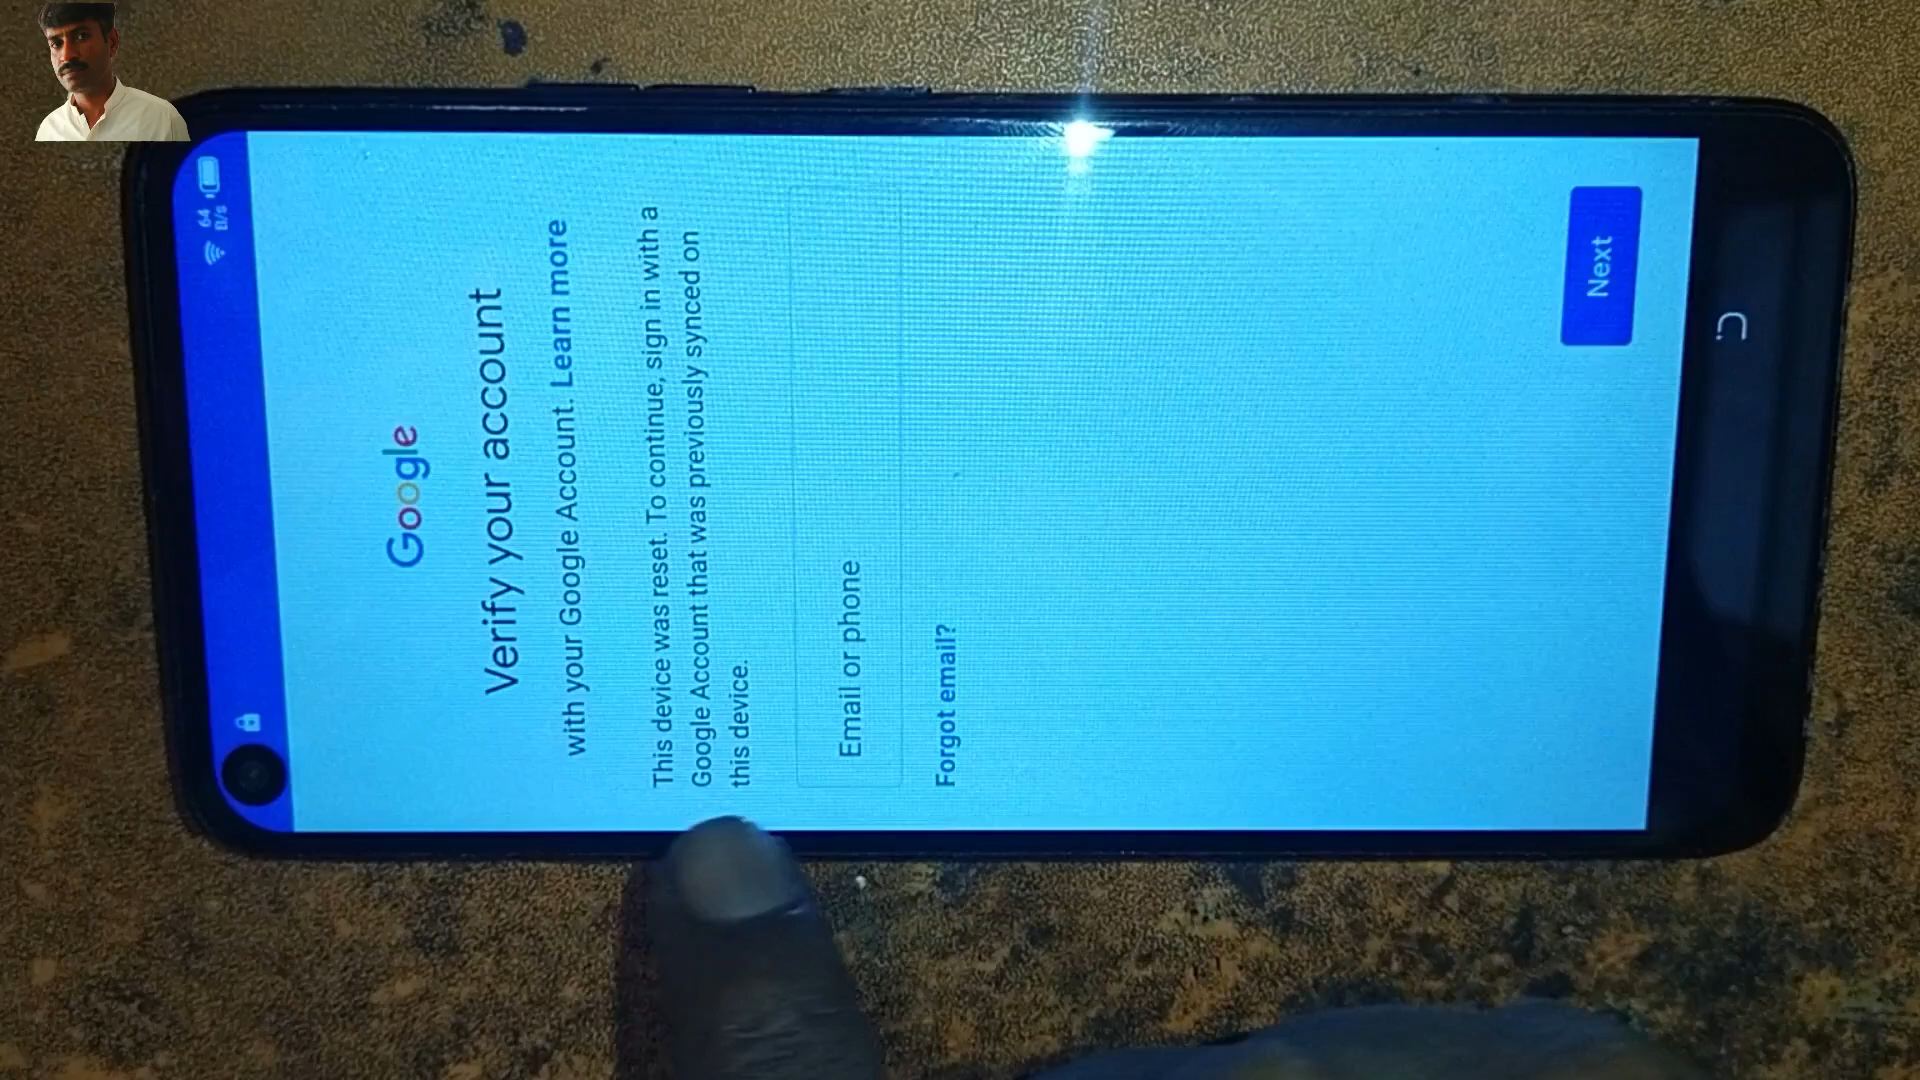 64
B/s
Google
Verify your account
with your Google Account. Learn more
This device was reset. To continue, sign in with a
Google Account that was previously synced on
this device.
Email or phone
Forgot email?
Next